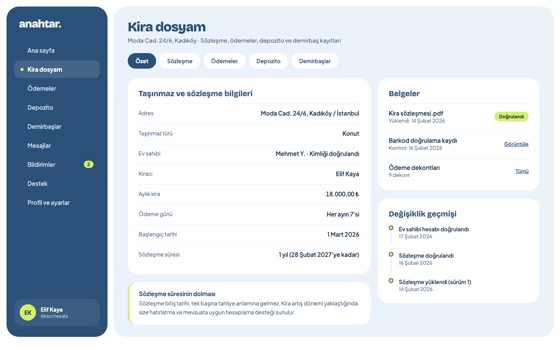 anahtar.
Ana sayfa
Kira dosyam
Ödemeler
Depozito
Demirbaşlar
Mesajlar
Bildirimler 2
Destek
Profil ve ayarlar
EK
Elif Kaya
Kiracı hesabı
Kira dosyam
Moda Cad. 24/6, Kadıköy · Sözleşme, ödemeler, depozito ve demirbaş kayıtları
Özet Sözleşme Ödemeler Depozito Demirbaşlar
Taşınmaz ve sözleşme bilgileri
Adres Moda Cad. 24/6, Kadıköy / İstanbul
Taşınmaz türü Konut
Ev sahibi Mehmet Y. · Kimliği doğrulandı
Kiracı Elif Kaya
Aylık kira 18.000,00 ₺
Ödeme günü Her ayın 7'si
Başlangıç tarihi 1 Mart 2026
Sözleşme süresi 1 yıl (28 Şubat 2027'ye kadar)
Sözleşme süresinin dolması
Sözleşme bitiş tarihi, tek başına tahliye anlamına gelmez. Kira artış dönemi yaklaştığında
size hatırlatma ve mevzuata uygun hesaplama desteği sunulur.
Belgeler
Kira sözleşmesi.pdf Doğrulandı
Yüklendi: 14 Şubat 2026
Barkod doğrulama kaydı Görüntüle
Kontrol: 16 Şubat 2026
Ödeme dekontları Tümü
9 dekont
Değişiklik geçmişi
Ev sahibi hesabı doğrulandı
17 Şubat 2026
Sözleşme doğrulandı
16 Şubat 2026
Sözleşme yüklendi (sürüm 1)
14 Şubat 2026